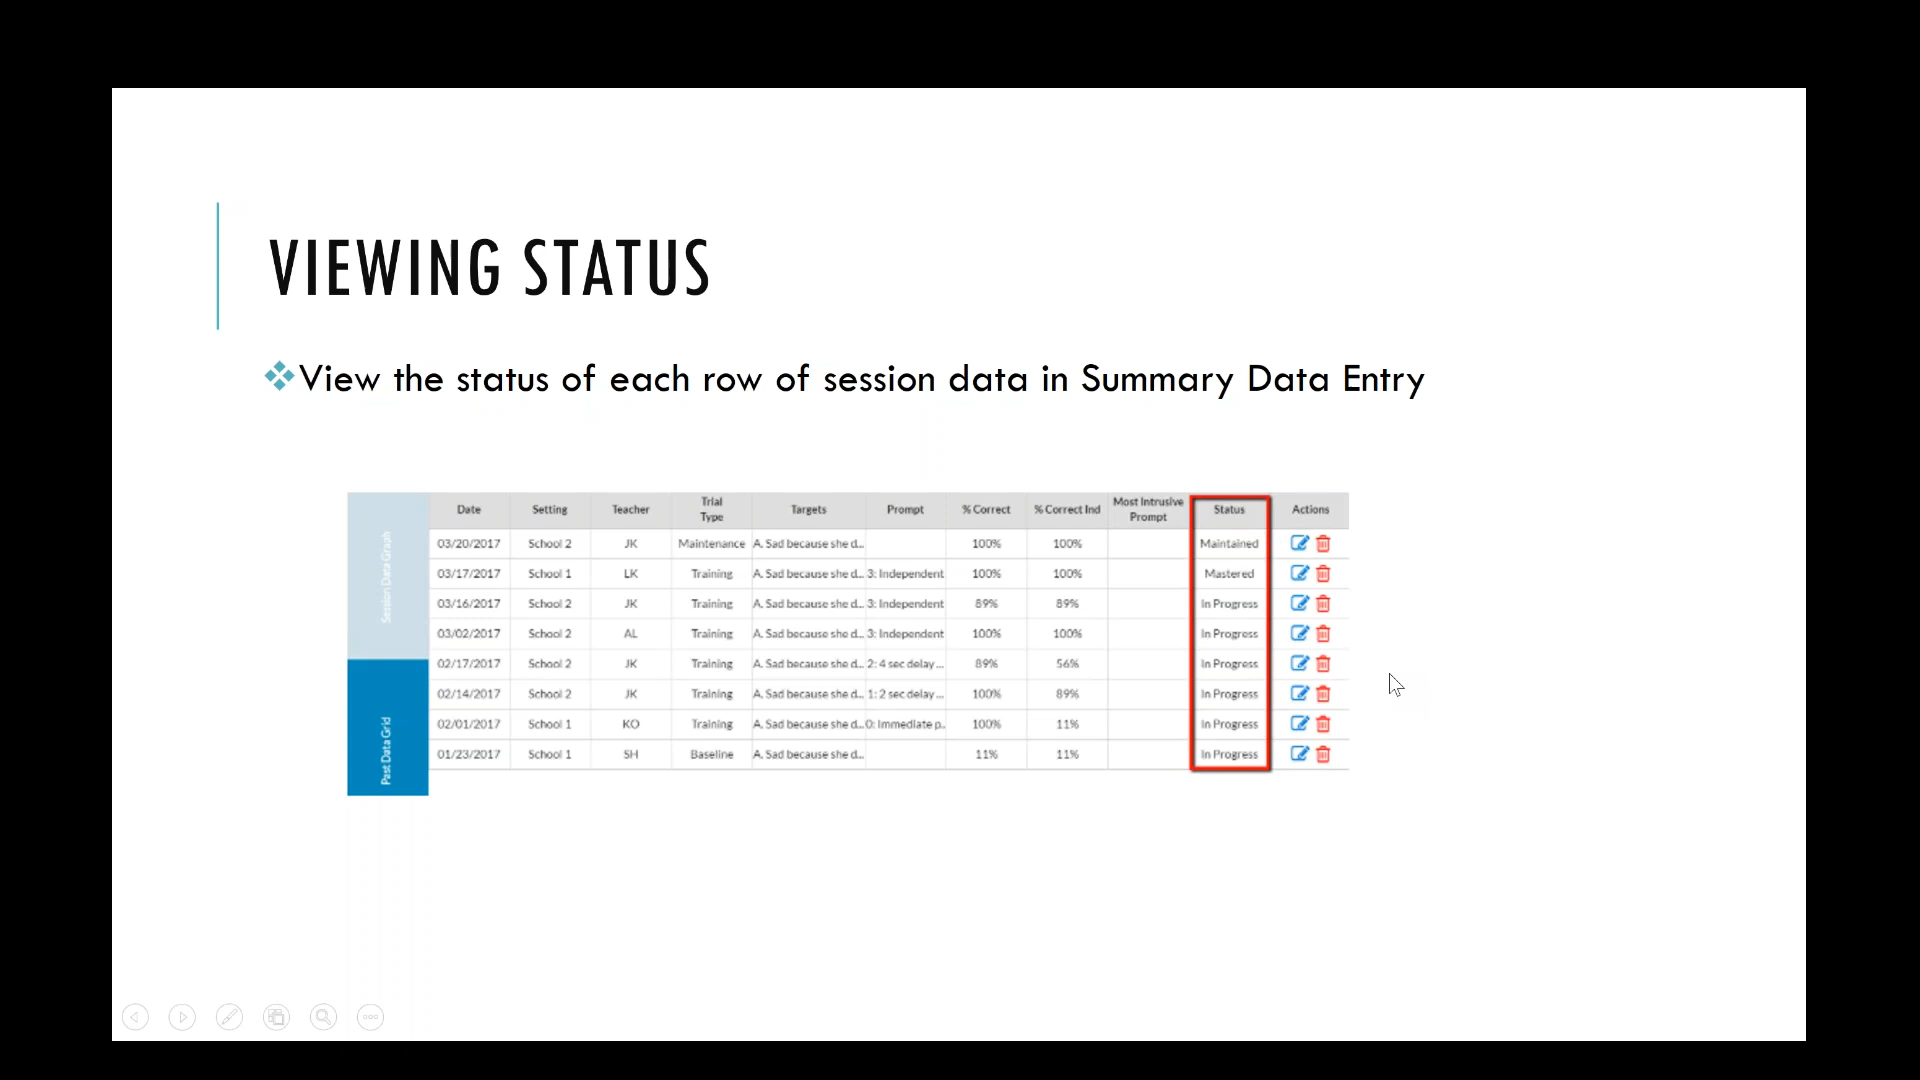 VIEWING STATUS
View the status of each row of session data in Summary Data Entry
Session Data Graph
Past Data Grid
Date Setting Teacher Trial Type Targets Prompt % Correct % Correct Ind Most Intrusive Prompt Status Actions
03/20/2017 School 2 JK Maintenance A. Sad because she d... 100% 100% Maintained
03/17/2017 School 1 LK Training A. Sad because she d... 3: Independent 100% 100% Mastered
03/16/2017 School 2 JK Training A. Sad because she d... 3: Independent 89% 89% In Progress
03/02/2017 School 2 AL Training A. Sad because she d... 3: Independent 100% 100% In Progress
02/17/2017 School 2 JK Training A. Sad because she d... 2: 4 sec delay ... 89% 56% In Progress
02/14/2017 School 2 JK Training A. Sad because she d... 1: 2 sec delay ... 100% 89% In Progress
02/01/2017 School 1 KO Training A. Sad because she d... 0: Immediate p... 100% 11% In Progress
01/23/2017 School 1 SH Baseline A. Sad because she d... 11% 11% In Progress